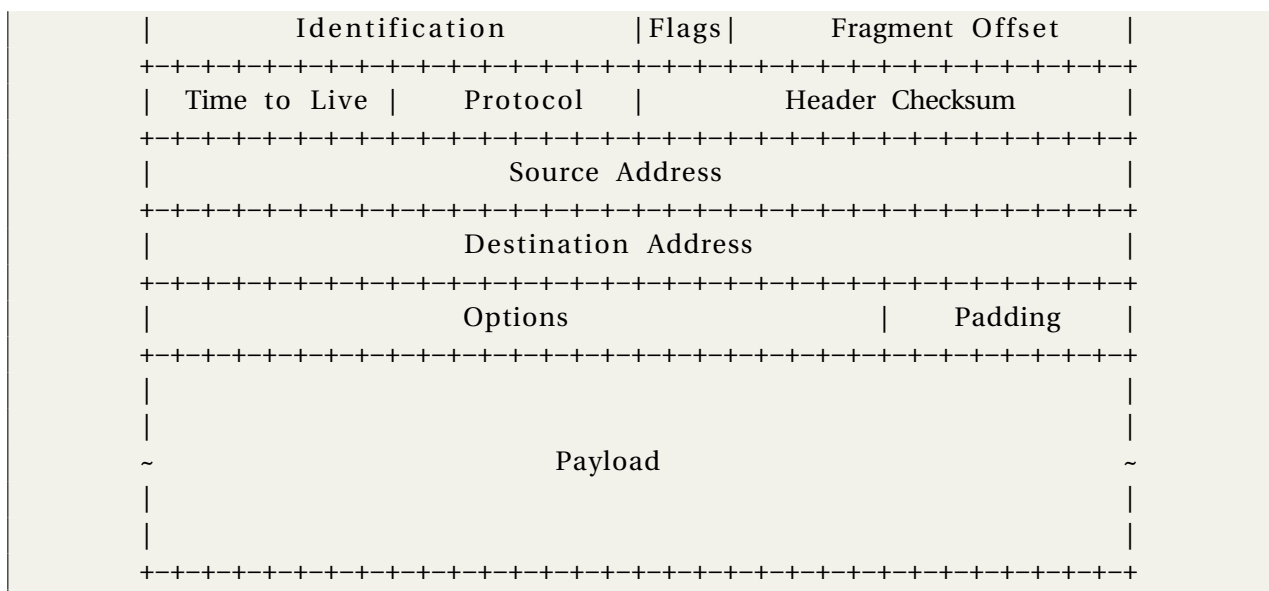 | Identification |Flags| Fragment Offset |
+-+-+-+-+-+-+-+-+-+-+-+-+-+-+-+-+-+-+-+-+-+-+-+-+-+-+-+-+-+-+-+-+
| Time to Live | Protocol | Header Checksum |
+-+-+-+-+-+-+-+-+-+-+-+-+-+-+-+-+-+-+-+-+-+-+-+-+-+-+-+-+-+-+-+-+
| Source Address |
+-+-+-+-+-+-+-+-+-+-+-+-+-+-+-+-+-+-+-+-+-+-+-+-+-+-+-+-+-+-+-+-+
| Destination Address |
+-+-+-+-+-+-+-+-+-+-+-+-+-+-+-+-+-+-+-+-+-+-+-+-+-+-+-+-+-+-+-+-+
| Options | Padding |
+-+-+-+-+-+-+-+-+-+-+-+-+-+-+-+-+-+-+-+-+-+-+-+-+-+-+-+-+-+-+-+-+
| |
| |
~ Payload ~
| |
| |
+-+-+-+-+-+-+-+-+-+-+-+-+-+-+-+-+-+-+-+-+-+-+-+-+-+-+-+-+-+-+-+-+